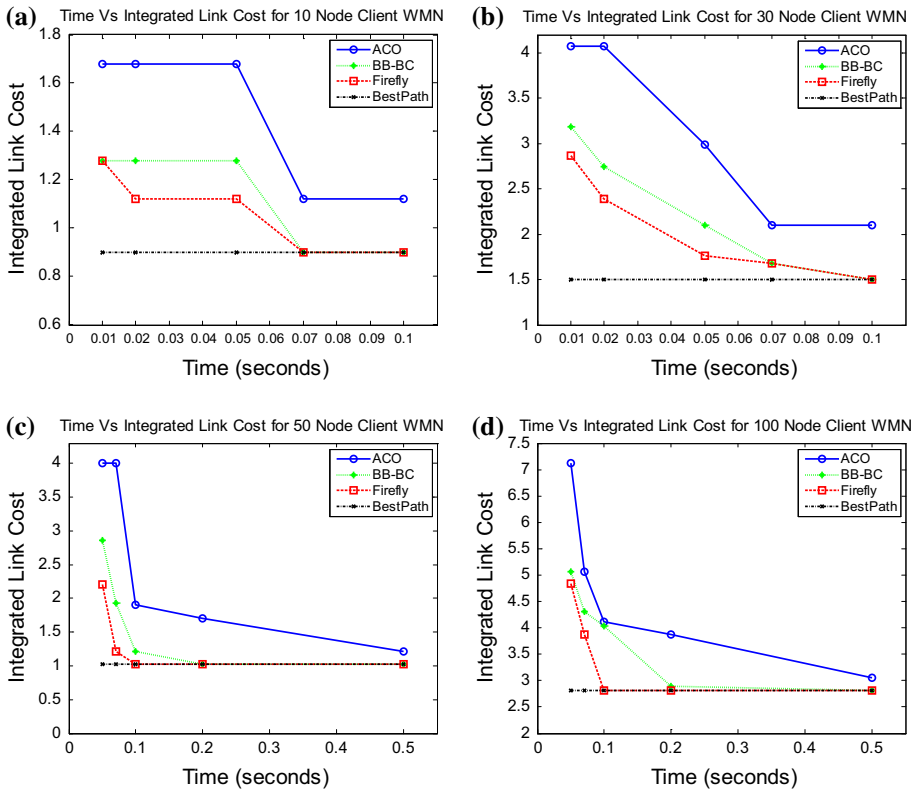 (a) Time Vs Integrated Link Cost for 10 Node Client WMN
1.8
1.6
1.4
1.2
1
0.8
0.6
Integrated Link Cost
ACO
BB-BC
Firefly
BestPath
0 0.01 0.02 0.03 0.04 0.05 0.06 0.07 0.08 0.09 0.1
Time (seconds)
(b) Time Vs Integrated Link Cost for 30 Node Client WMN
4
3.5
3
2.5
2
1.5
1
Integrated Link Cost
ACO
BB-BC
Firefly
BestPath
0 0.01 0.02 0.03 0.04 0.05 0.06 0.07 0.08 0.09 0.1
Time (seconds)
(c) Time Vs Integrated Link Cost for 50 Node Client WMN
4
3.5
3
2.5
2
1.5
1
0.5
0
Integrated Link Cost
ACO
BB-BC
Firefly
BestPath
0 0.1 0.2 0.3 0.4 0.5
Time (seconds)
(d) Time Vs Integrated Link Cost for 100 Node Client WMN
7.5
7
6.5
6
5.5
5
4.5
4
3.5
3
2.5
2
Integrated Link Cost
ACO
BB-BC
Firefly
BestPath
0 0.1 0.2 0.3 0.4 0.5
Time (seconds)